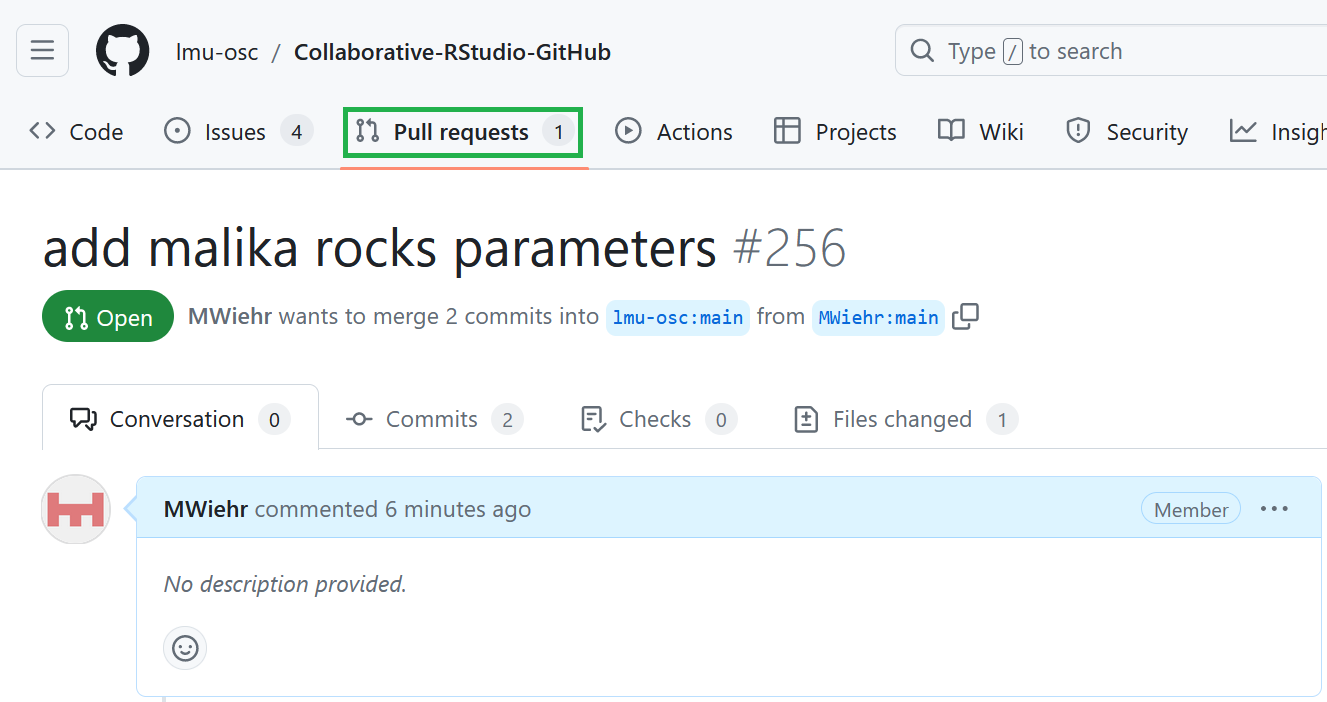 lmu-osc / Collaborative-RStudio-GitHub Type / to search
Code Issues 4 Pull requests 1 Actions Projects Wiki Security Insigh
add malika rocks parameters #256
Open MWiehr wants to merge 2 commits into lmu-osc:main from MWiehr:main
Conversation 0 Commits 2 Checks 0 Files changed 1
MWiehr commented 6 minutes ago Member
No description provided.